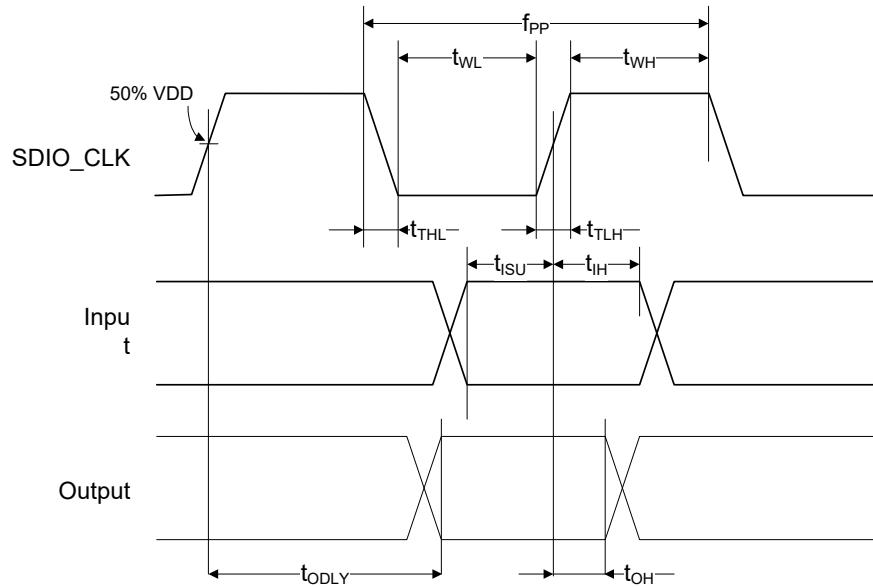 fPP
tWL
tWH
50% VDD
SDIO_CLK
tTHL
tTLH
tISU
tIH
Inpu
t
Output
tODLY
tOH